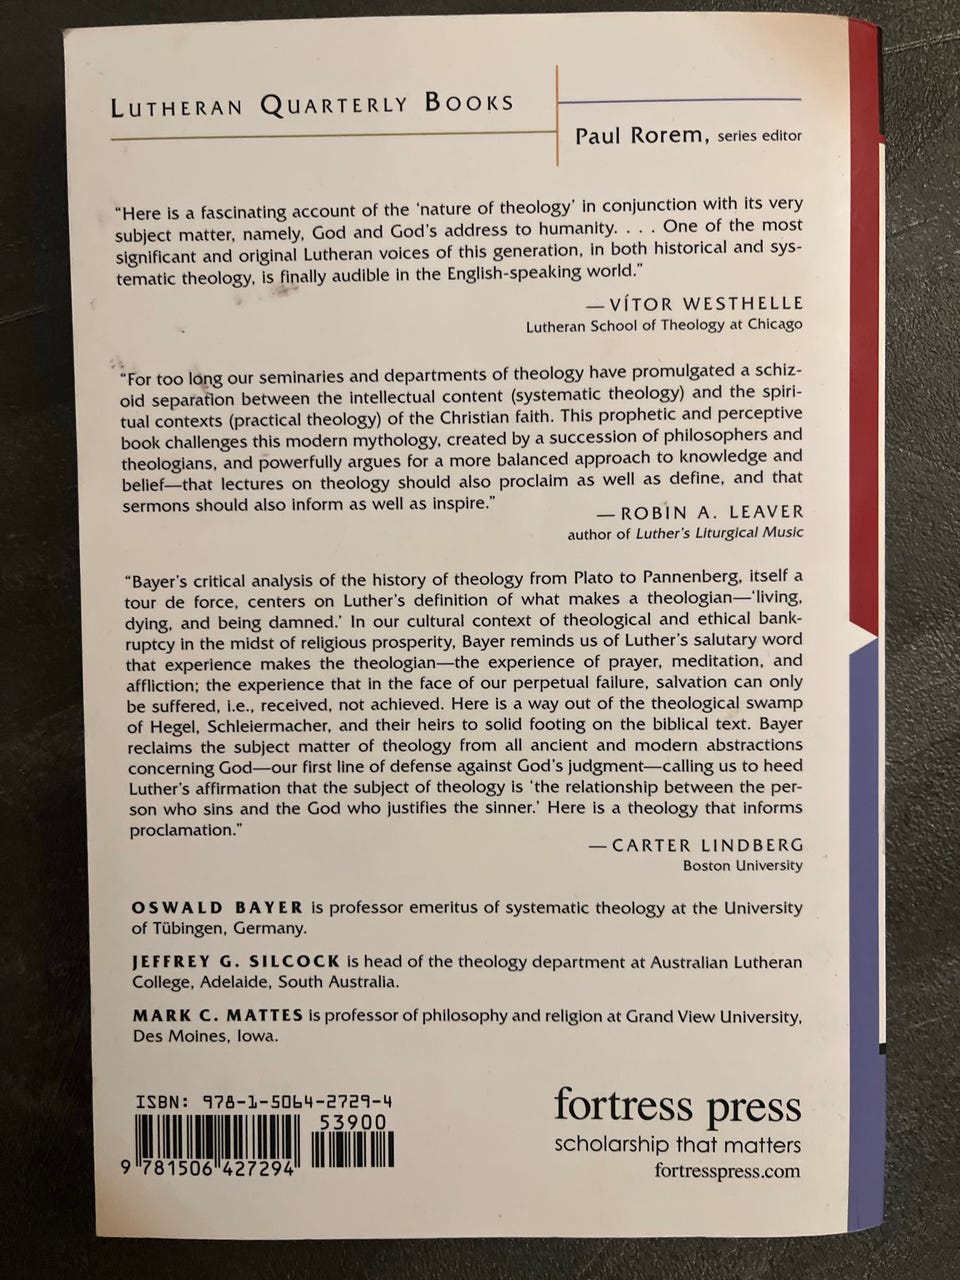 LUTHERAN QUARTERLY BOOKS
Paul Rorem, series editor
“Here is a fascinating account of the ‘nature of theology’ in conjunction with its very
subject matter, namely, God and God’s address to humanity. . . . One of the most
significant and original Lutheran voices of this generation, in both historical and sys-
tematic theology, is finally audible in the English-speaking world.”
—VÍTOR WESTHELLE
Lutheran School of Theology at Chicago
“For too long our seminaries and departments of theology have promulgated a schiz-
oid separation between the intellectual content (systematic theology) and the spiri-
tual contexts (practical theology) of the Christian faith. This prophetic and perceptive
book challenges this modern mythology, created by a succession of philosophers and
theologians, and powerfully argues for a more balanced approach to knowledge and
belief—that lectures on theology should also proclaim as well as define, and that
sermons should also inform as well as inspire.”
—ROBIN A. LEAVER
author of Luther’s Liturgical Music
“Bayer’s critical analysis of the history of theology from Plato to Pannenberg, itself a
tour de force, centers on Luther’s definition of what makes a theologian—‘living,
dying, and being damned.’ In our cultural context of theological and ethical bank-
ruptcy in the midst of religious prosperity, Bayer reminds us of Luther’s salutary word
that experience makes the theologian—the experience of prayer, meditation, and
affliction; the experience that in the face of our perpetual failure, salvation can only
be suffered, i.e., received, not achieved. Here is a way out of the theological swamp
of Hegel, Schleiermacher, and their heirs to solid footing on the biblical text. Bayer
reclaims the subject matter of theology from all ancient and modern abstractions
concerning God—our first line of defense against God’s judgment—calling us to heed
Luther’s affirmation that the subject of theology is ‘the relationship between the per-
son who sins and the God who justifies the sinner.’ Here is a theology that informs
proclamation.”
—CARTER LINDBERG
Boston University
OSWALD BAYER is professor emeritus of systematic theology at the University
of Tübingen, Germany.
JEFFREY G. SILCOCK is head of the theology department at Australian Lutheran
College, Adelaide, South Australia.
MARK C. MATTES is professor of philosophy and religion at Grand View University,
Des Moines, Iowa.
ISBN: 978-1-5064-2729-4
53900
9 781506 427294
fortress press
scholarship that matters
fortresspress.com